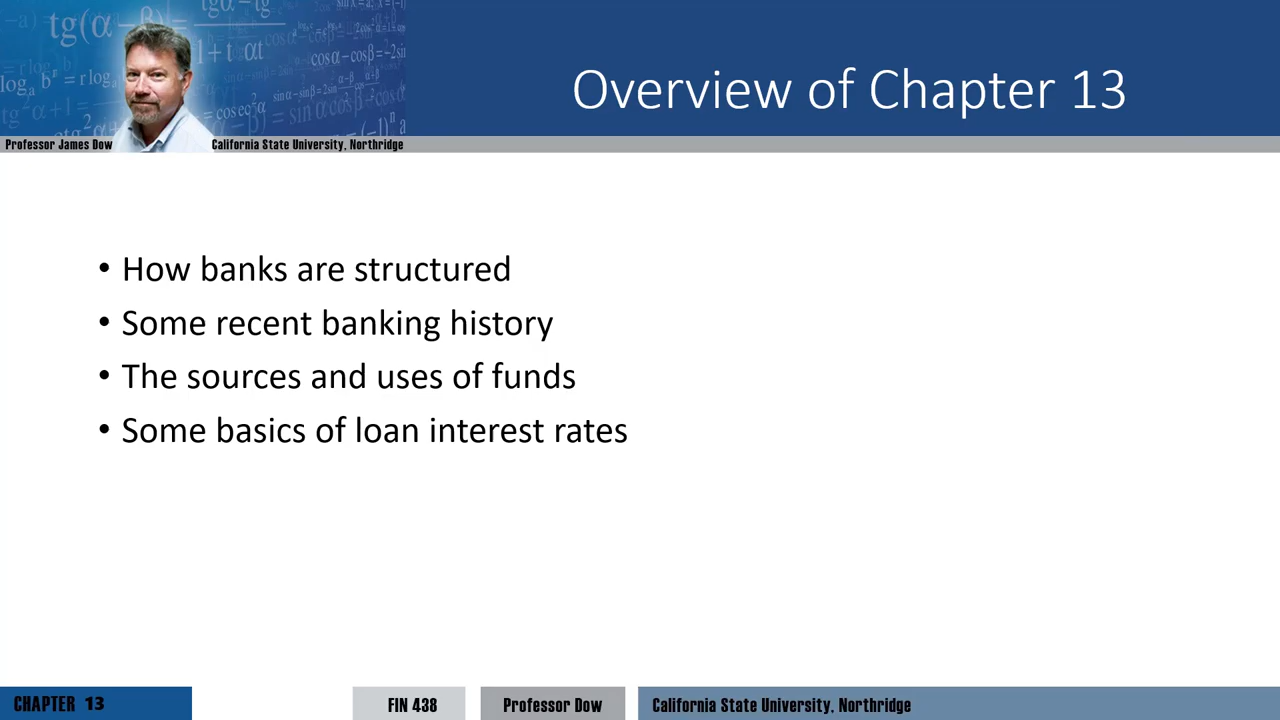 Overview of Chapter 13
Professor James Dow
California State University, Northridge
• How banks are structured
• Some recent banking history
• The sources and uses of funds
• Some basics of loan interest rates
CHAPTER 13
FIN 438
Professor Dow
California State University, Northridge